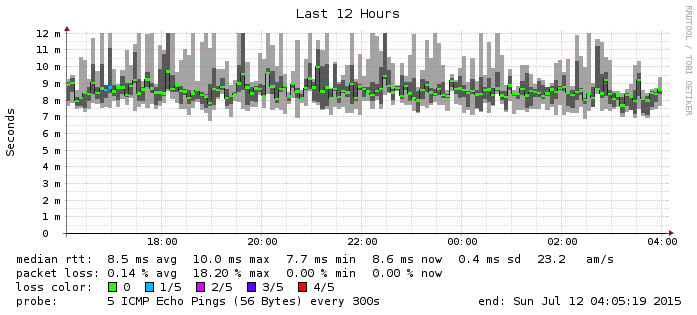 Last 12 Hours
RRDTOOL / TOBI OETIKER
Seconds
12 m
11 m
10 m
9 m
8 m
7 m
6 m
5 m
4 m
3 m
2 m
1 m
0
18:00 20:00 22:00 00:00 02:00 04:00
median rtt: 8.5 ms avg 10.0 ms max 7.7 ms min 8.6 ms now 0.4 ms sd 23.2 am/s
packet loss: 0.14 % avg 18.20 % max 0.00 % min 0.00 % now
loss color: 0 1/5 2/5 3/5 4/5
probe: 5 ICMP Echo Pings (56 Bytes) every 300s end: Sun Jul 12 04:05:19 2015